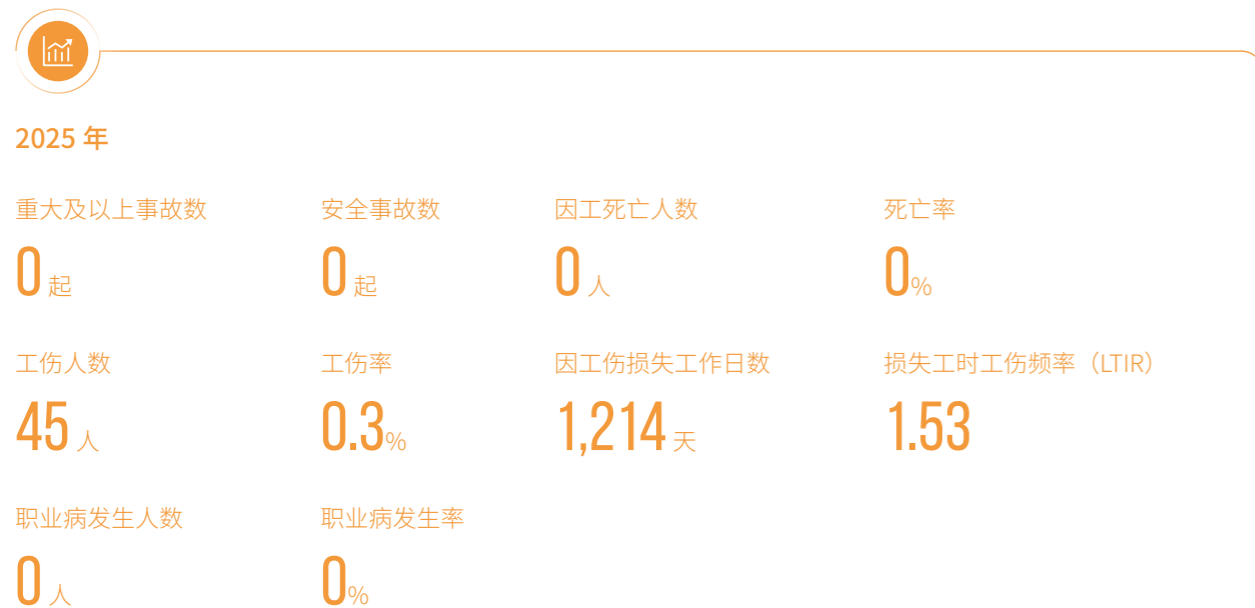 2025 年
重大及以上事故数 安全事故数 因工死亡人数 死亡率
0 起 0 起 0 人 0%
工伤人数 工伤率 因工伤损失工作日数 损失工时工伤频率（LTIR）
45 人 0.3% 1,214 天 1.53
职业病发生人数 职业病发生率
0 人 0%